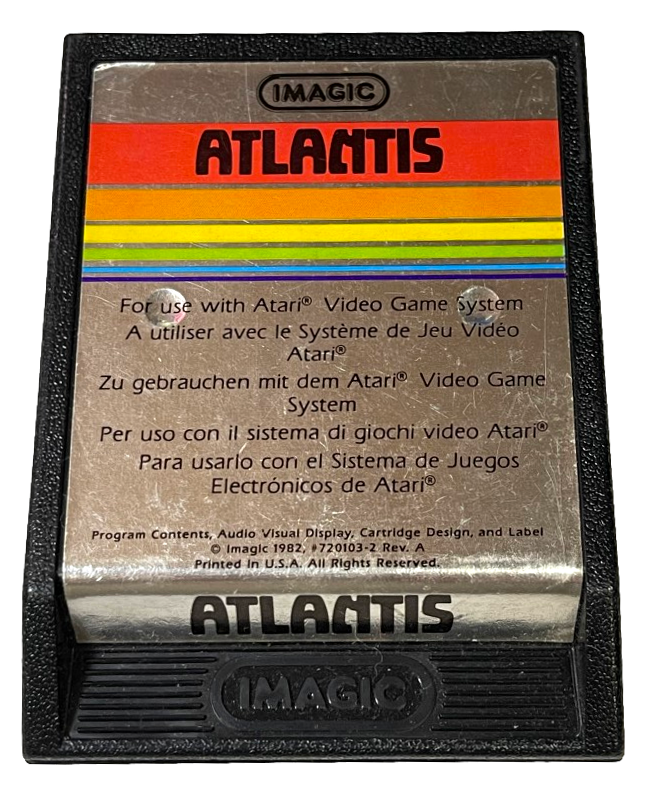 IMAGIC
ATLANTIS
For use with Atari® Video Game System
A utiliser avec le Système de Jeu Vidéo
Atari®
Zu gebrauchen mit dem Atari® Video Game
System
Per uso con il sistema di giochi video Atari®
Para usarlo con el Sistema de Juegos
Electrónicos de Atari®
Program Contents, Audio Visual Display, Cartridge Design, and Label
© Imagic 1982, #720103-2 Rev. A
Printed in U.S.A. All Rights Reserved.
ATLANTIS
IMAGIC